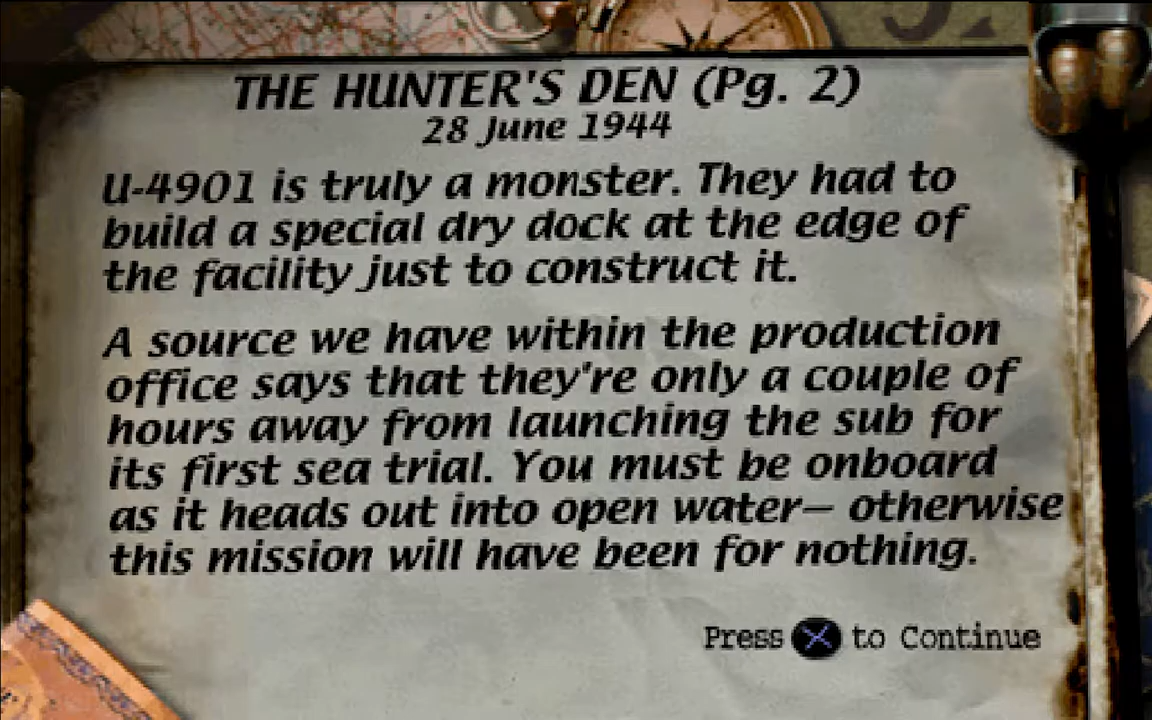 THE HUNTER'S DEN (Pg. 2)
28 June 1944
U-4901 is truly a monster. They had to
build a special dry dock at the edge of
the facility just to construct it.
A source we have within the production
office says that they're only a couple of
hours away from launching the sub for
its first sea trial. You must be onboard
as it heads out into open water— otherwise
this mission will have been for nothing.
Press X to Continue